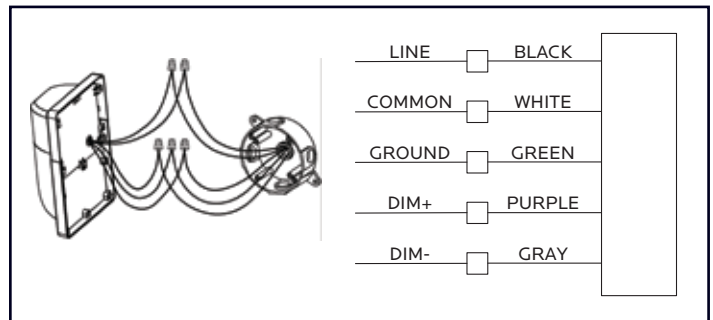 LINE BLACK
COMMON WHITE
GROUND GREEN
DIM+ PURPLE
DIM- GRAY